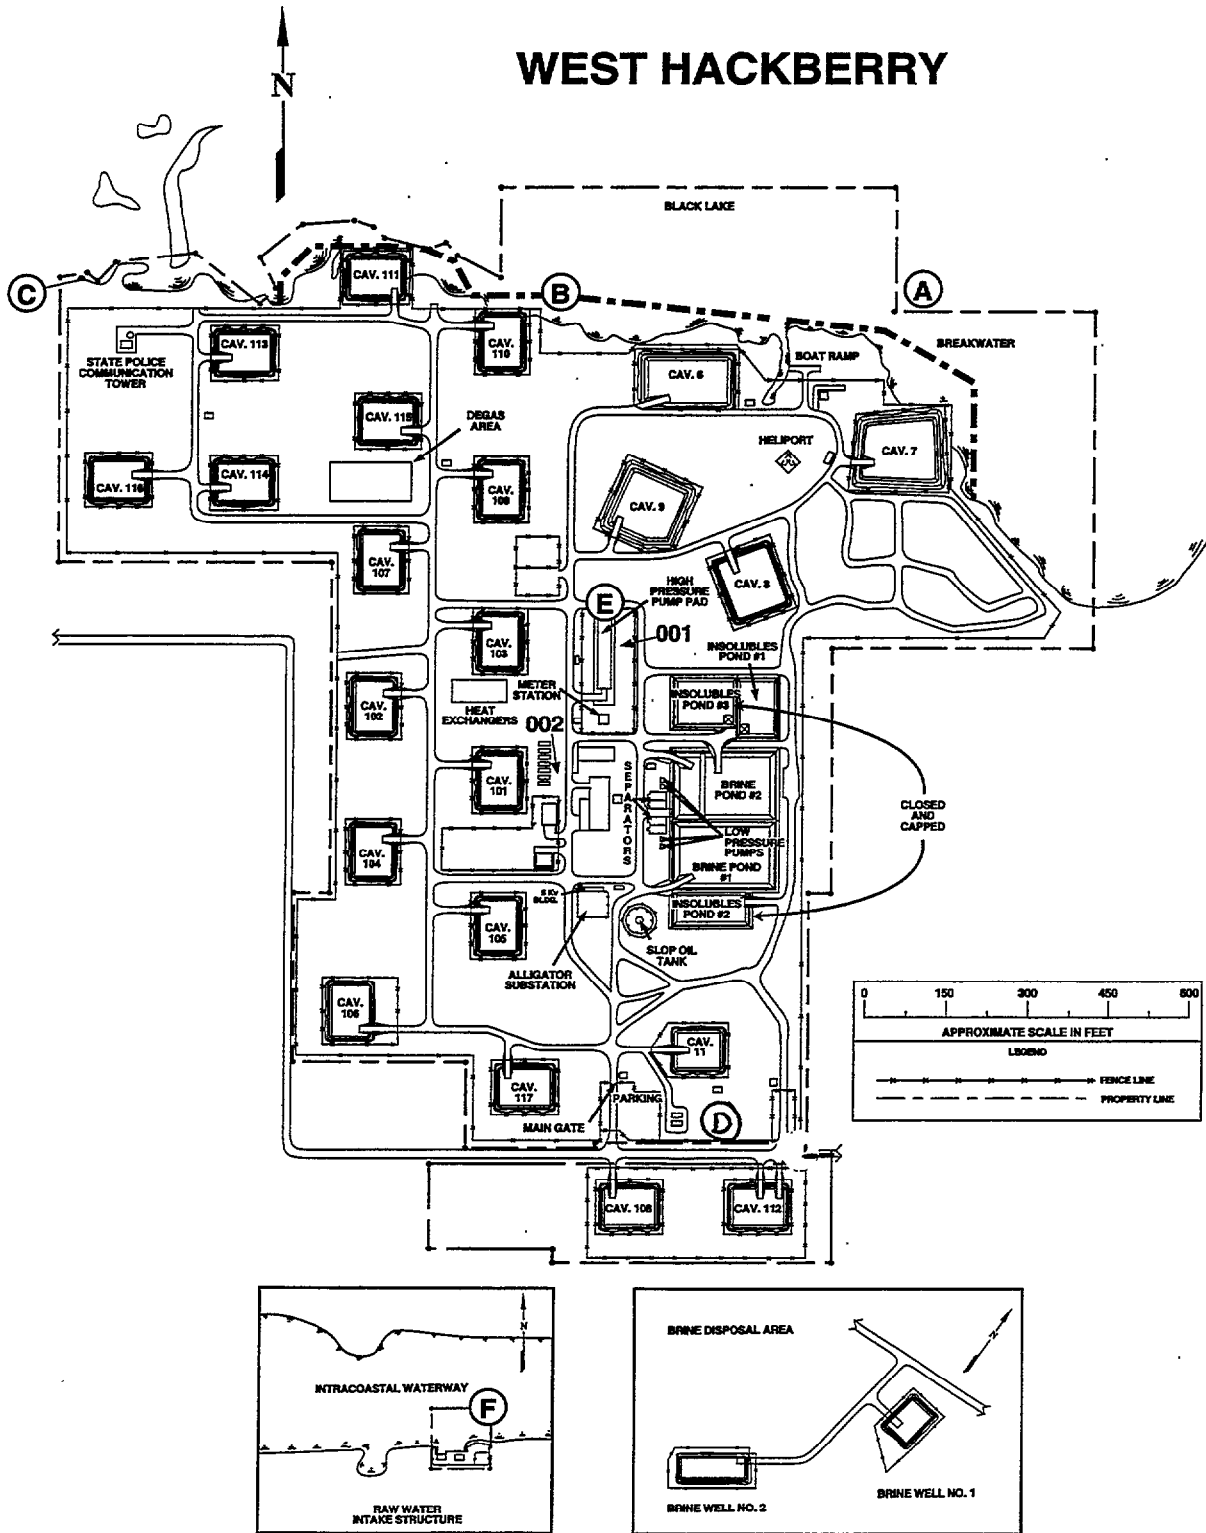 WEST HACKBERRY
N
BLACK LAKE
C
B
A
CAV. 111
CAV. 113
CAV.
110
BOAT RAMP
BREAKWATER
STATE POLICE
COMMUNICATION
TOWER
CAV. 6
CAV. 115
DEGAS
AREA
HELIPORT
CAV. 7
CAV. 116
CAV. 114
CAV.
108
CAV. 9
CAV.
107
HIGH
PRESSURE
PUMP PAD
CAV. 8
E
001
CAV.
103
INSOLUBLES
POND #1
METER
STATION
INSOLUBLES
POND #3
CAV.
102
HEAT
EXCHANGERS
002
CAV.
101
SEPARATORS
BRINE
POND #2
CLOSED
AND
CAPPED
LOW
PRESSURE
PUMPS
CAV.
104
BRINE POND
#1
5 KV
BLDG.
INSOLUBLES
POND #2
CAV.
105
SLOP OIL
TANK
ALLIGATOR
SUBSTATION
CAV.
106
0 150 300 450 600
APPROXIMATE SCALE IN FEET
LEGEND
FENCE LINE
PROPERTY LINE
CAV.
11
CAV.
117
PARKING
D
MAIN GATE
CAV. 108
CAV. 112
N
INTRACOASTAL WATERWAY
F
RAW WATER
INTAKE STRUCTURE
BRINE DISPOSAL AREA
N
BRINE WELL NO. 1
BRINE WELL NO. 2